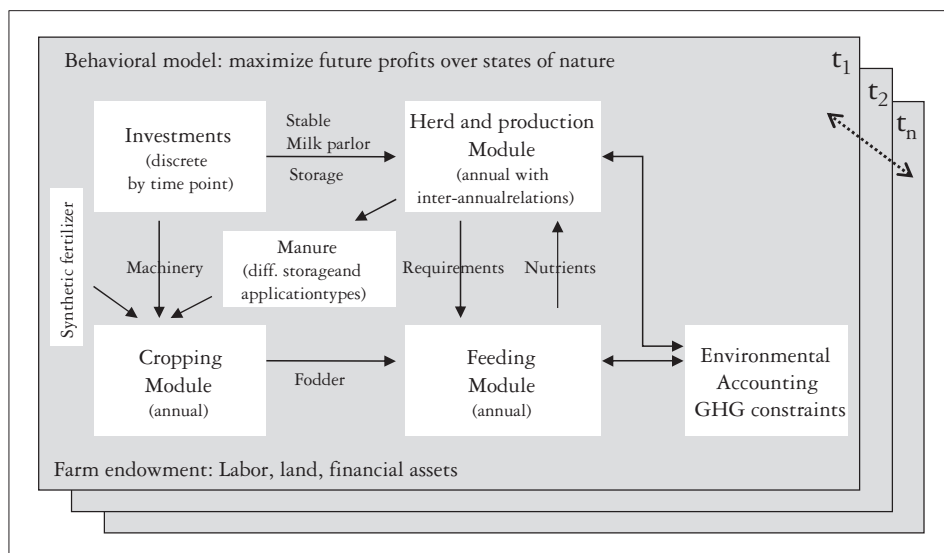 Behavioral model: maximize future profits over states of nature
t1
t2
tn
Investments
(discrete
by time point)
Stable
Milk parlor
Storage
Herd and production
Module
(annual with
inter-annualrelations)
Synthetic fertilizer
Machinery
Manure
(diff. storageand
applicationtypes)
Requirements
Nutrients
Cropping
Module
(annual)
Fodder
Feeding
Module
(annual)
Environmental
Accounting
GHG constraints
Farm endowment: Labor, land, financial assets